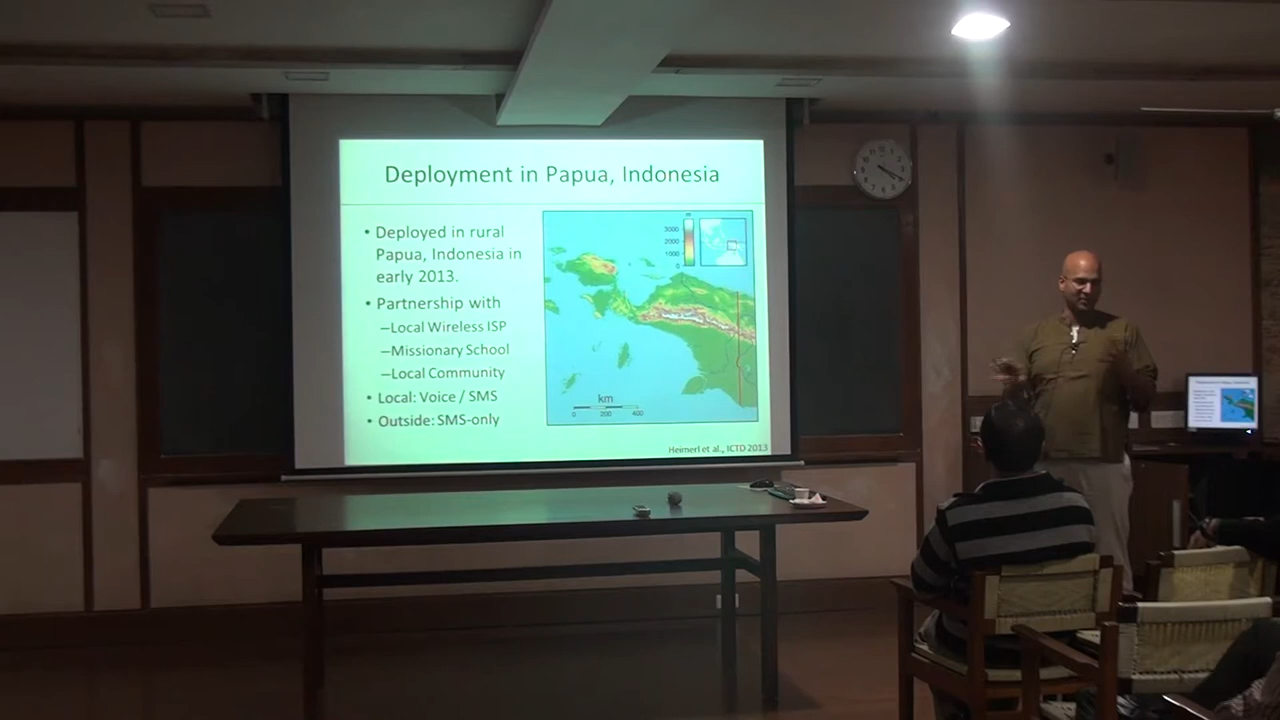 Deployment in Papua, Indonesia
• Deployed in rural
Papua, Indonesia in
early 2013.
• Partnership with
–Local Wireless ISP
–Missionary School
–Local Community
• Local: Voice / SMS
• Outside: SMS-only
m
3000
2000
1000
0
km
0 200 400
Heimerl et al., ICTD 2013